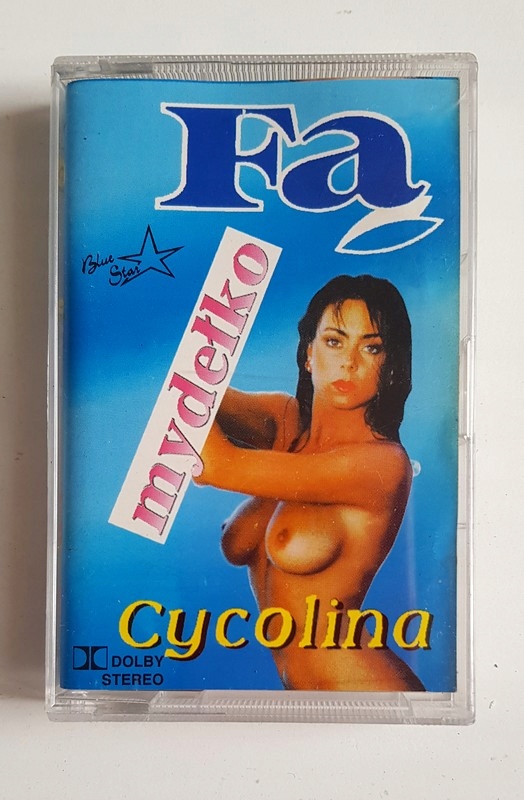 Fa
Blue
Star
mydełko
Cycolina
DOLBY
STEREO